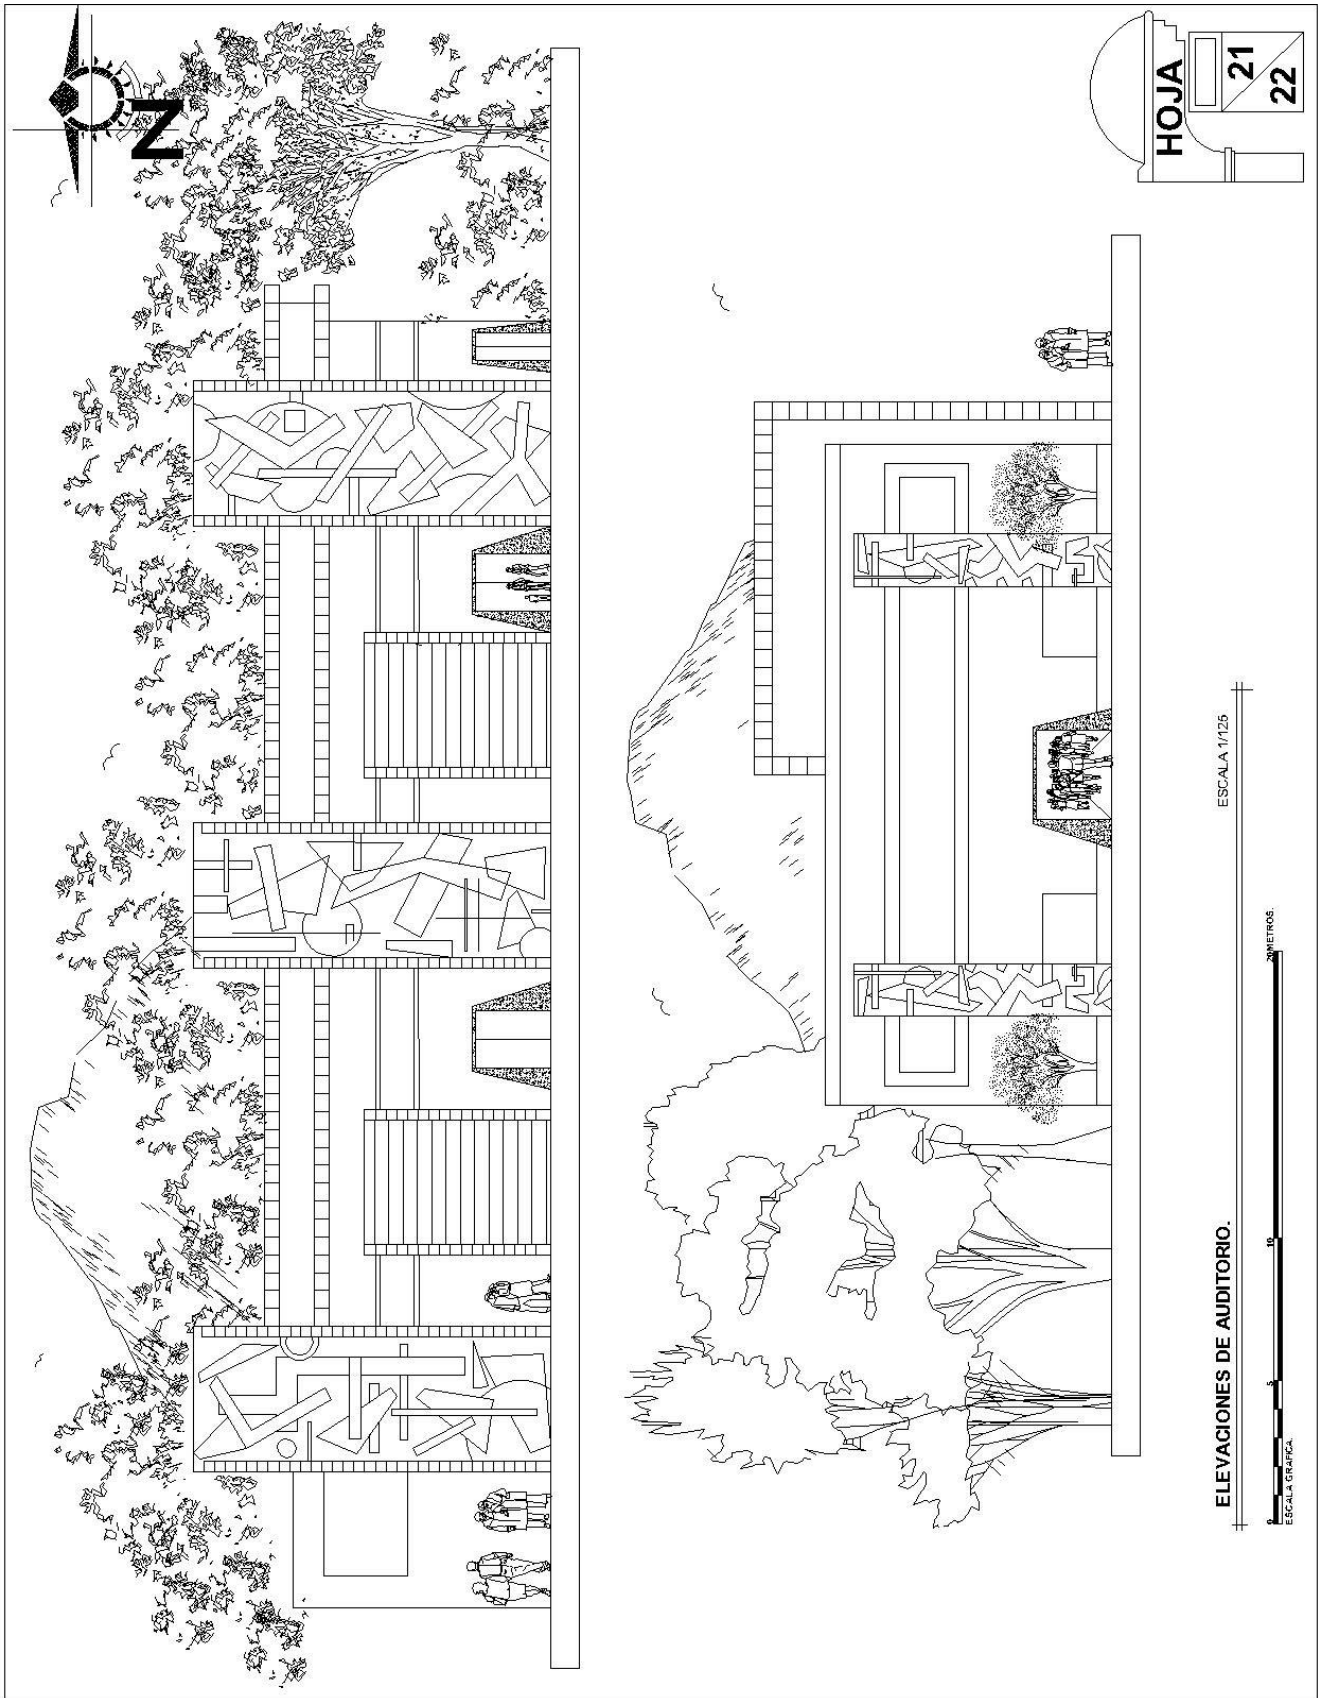 N
HOJA
21
22
ESCALA 1/125
ELEVACIONES DE AUDITORIO.
0 5 10 20METROS.
ESCALA GRAFICA.